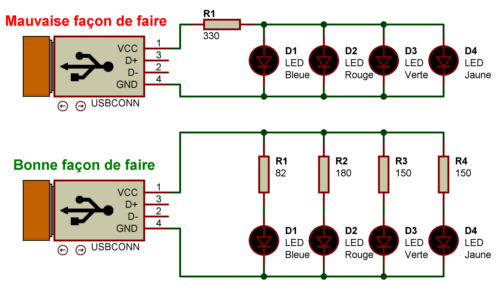 Mauvaise façon de faire
R1
330
VCC 1
D+ 3
D- 2
GND 4
USBCONN
D1 D2 D3 D4
LED LED LED LED
Bleue Rouge Verte Jaune
Bonne façon de faire
R1 R2 R3 R4
82 180 150 150
VCC 1
D+ 3
D- 2
GND 4
USBCONN
D1 D2 D3 D4
LED LED LED LED
Bleue Rouge Verte Jaune